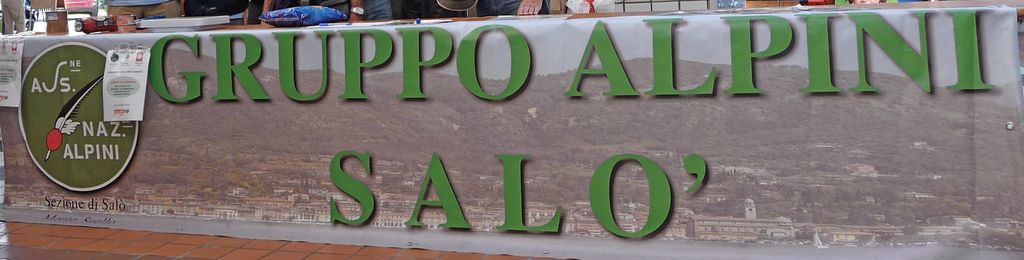 GRUPPO ALPINI
SALO'
ASS.NE
NAZ.
ALPINI
Sezione di Salò